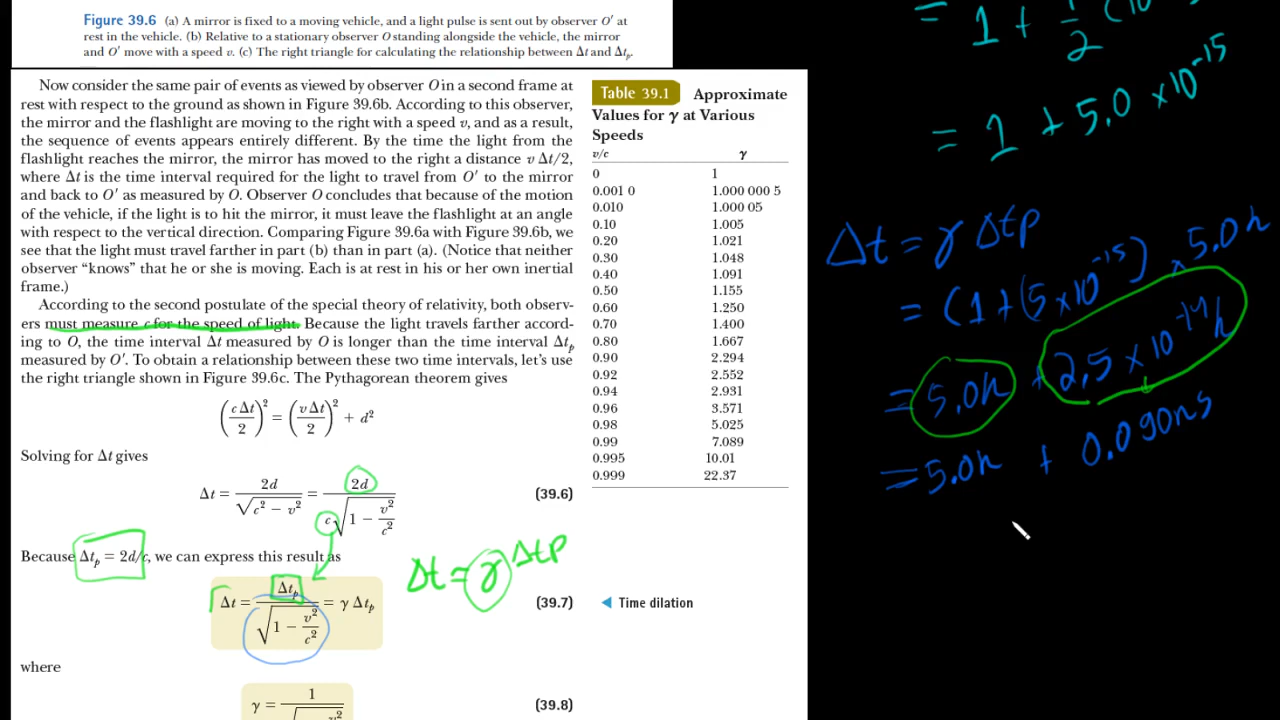 Figure 39.6 (a) A mirror is fixed to a moving vehicle, and a light pulse is sent out by observer O′ at
rest in the vehicle. (b) Relative to a stationary observer O standing alongside the vehicle, the mirror
and O′ move with a speed v. (c) The right triangle for calculating the relationship between Δt and Δtp.
Now consider the same pair of events as viewed by observer O in a second frame at
rest with respect to the ground as shown in Figure 39.6b. According to this observer,
the mirror and the flashlight are moving to the right with a speed v, and as a result,
the sequence of events appears entirely different. By the time the light from the
flashlight reaches the mirror, the mirror has moved to the right a distance v Δt/2,
where Δt is the time interval required for the light to travel from O′ to the mirror
and back to O′ as measured by O. Observer O concludes that because of the motion
of the vehicle, if the light is to hit the mirror, it must leave the flashlight at an angle
with respect to the vertical direction. Comparing Figure 39.6a with Figure 39.6b, we
see that the light must travel farther in part (b) than in part (a). (Notice that neither
observer “knows” that he or she is moving. Each is at rest in his or her own inertial
frame.)
According to the second postulate of the special theory of relativity, both observ-
ers must measure c for the speed of light. Because the light travels farther accord-
ing to O, the time interval Δt measured by O is longer than the time interval Δtp
measured by O′. To obtain a relationship between these two time intervals, let’s use
the right triangle shown in Figure 39.6c. The Pythagorean theorem gives
(c Δt/2)² = (v Δt/2)² + d²
Solving for Δt gives
Δt = 2d/√(c² − v²) = 2d/(c√(1 − v²/c²)) (39.6)
Because Δtp = 2d/c, we can express this result as
Δt = Δtp/√(1 − v²/c²) = γ Δtp (39.7) ◀ Time dilation
Δt = γ Δtp
where
γ = 1/√ v² (39.8)
Table 39.1 Approximate
Values for γ at Various
Speeds
v/c γ
0 1
0.001 0 1.000 000 5
0.010 1.000 05
0.10 1.005
0.20 1.021
0.30 1.048
0.40 1.091
0.50 1.155
0.60 1.250
0.70 1.400
0.80 1.667
0.90 2.294
0.92 2.552
0.94 2.931
0.96 3.571
0.98 5.025
0.99 7.089
0.995 10.01
0.999 22.37
= 1 + 1/2 (10
= 1 + 5.0 × 10⁻¹⁵
Δt = γ Δtp
= (1 + (5 × 10⁻¹⁵) × 5.0h
= 5.0h + 2.5 × 10⁻¹⁴ h
= 5.0h + 0.090ns